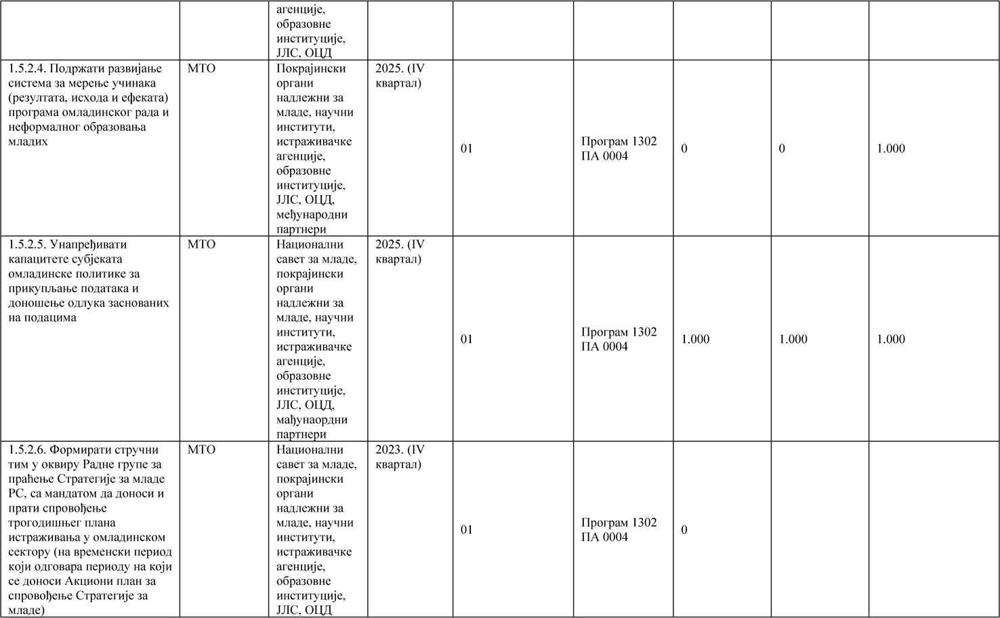 агенције,
образовне
институције,
ЈЛС, ОЦД
1.5.2.4. Подржати развијање
система за мерење учинака
(резултата, исхода и ефеката)
програма омладинског рада и
неформалног образовања
младих
МТО
Покрајински
органи
надлежни за
младе, научни
институти,
истраживачке
агенције,
образовне
институције,
ЈЛС, ОЦД,
међународни
партнери
2025. (IV
квартал)
01
Програм 1302
ПА 0004
0
0
1.000
1.5.2.5. Унапређивати
капацитете субјеката
омладинске политике за
прикупљање података и
доношење одлука заснованих
на подацима
МТО
Национални
савет за младе,
покрајински
органи
надлежни за
младе, научни
институти,
истраживачке
агенције,
образовне
институције,
ЈЛС, ОЦД,
мађунаордни
партнери
2025. (IV
квартал)
01
Програм 1302
ПА 0004
1.000
1.000
1.000
1.5.2.6. Формирати стручни
тим у оквиру Радне групе за
праћење Стратегије за младе
РС, са мандатом да доноси и
прати спровођење
трогодишњег плана
истраживања у омладинском
сектору (на временски период
који одговара периоду на који
се доноси Акциони план за
спровођење Стратегије за
младе)
МТО
Национални
савет за младе,
покрајински
органи
надлежни за
младе, научни
институти,
истраживачке
агенције,
образовне
институције,
ЈЛС, ОЦД
2023. (IV
квартал)
01
Програм 1302
ПА 0004
0